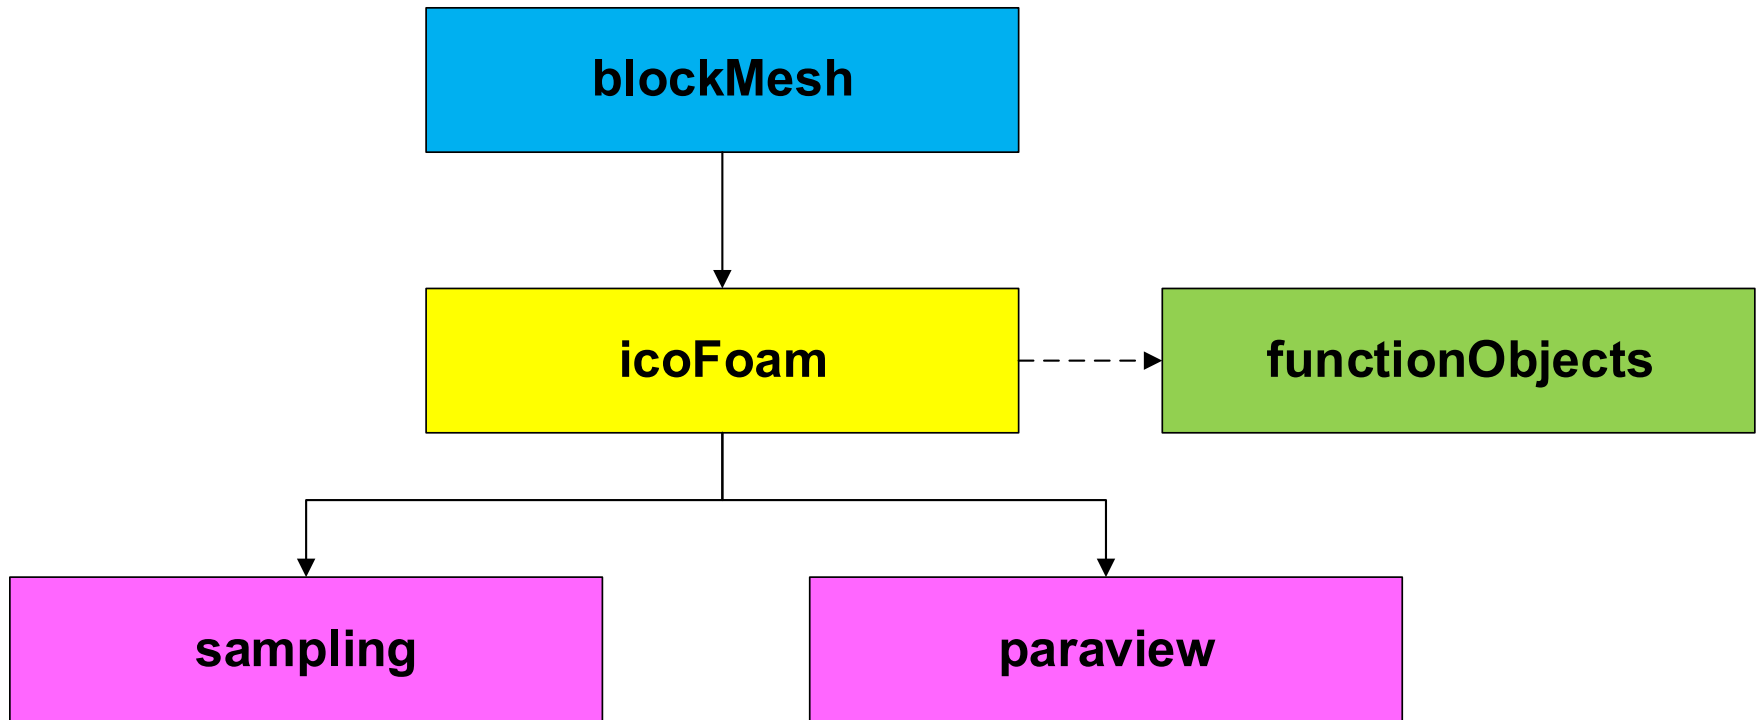 blockMesh
icoFoam
functionObjects
sampling
paraview